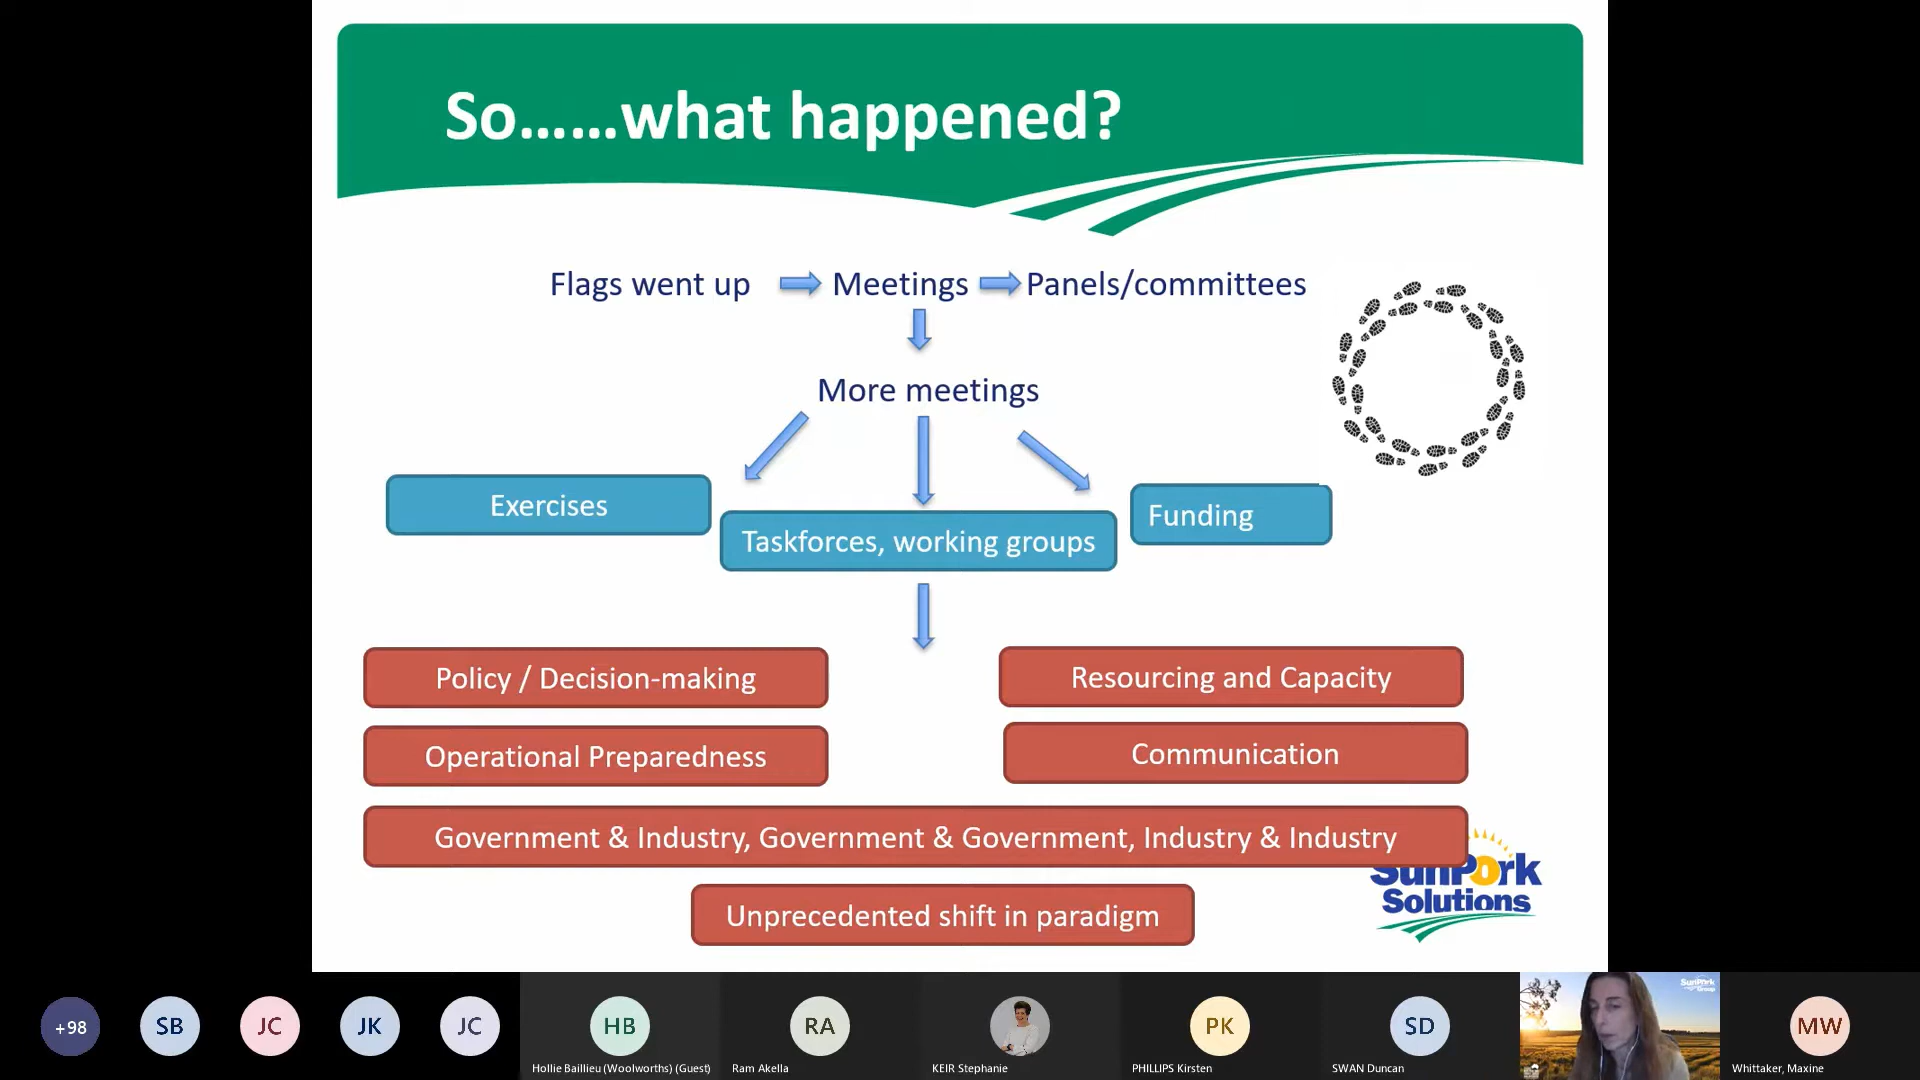 So......what happened?
Flags went up
Meetings
Panels/committees
More meetings
Exercises
Taskforces, working groups
Funding
Policy / Decision-making
Resourcing and Capacity
Operational Preparedness
Communication
Government & Industry, Government & Government, Industry & Industry
SunPork
Solutions
Unprecedented shift in paradigm
+98
SB
JC
JK
JC
HB
RA
PK
SD
SunPork
Group
MW
Hollie Baillieu (Woolworths) (Guest)
Ram Akella
KEIR Stephanie
PHILLIPS Kirsten
SWAN Duncan
Whittaker, Maxine